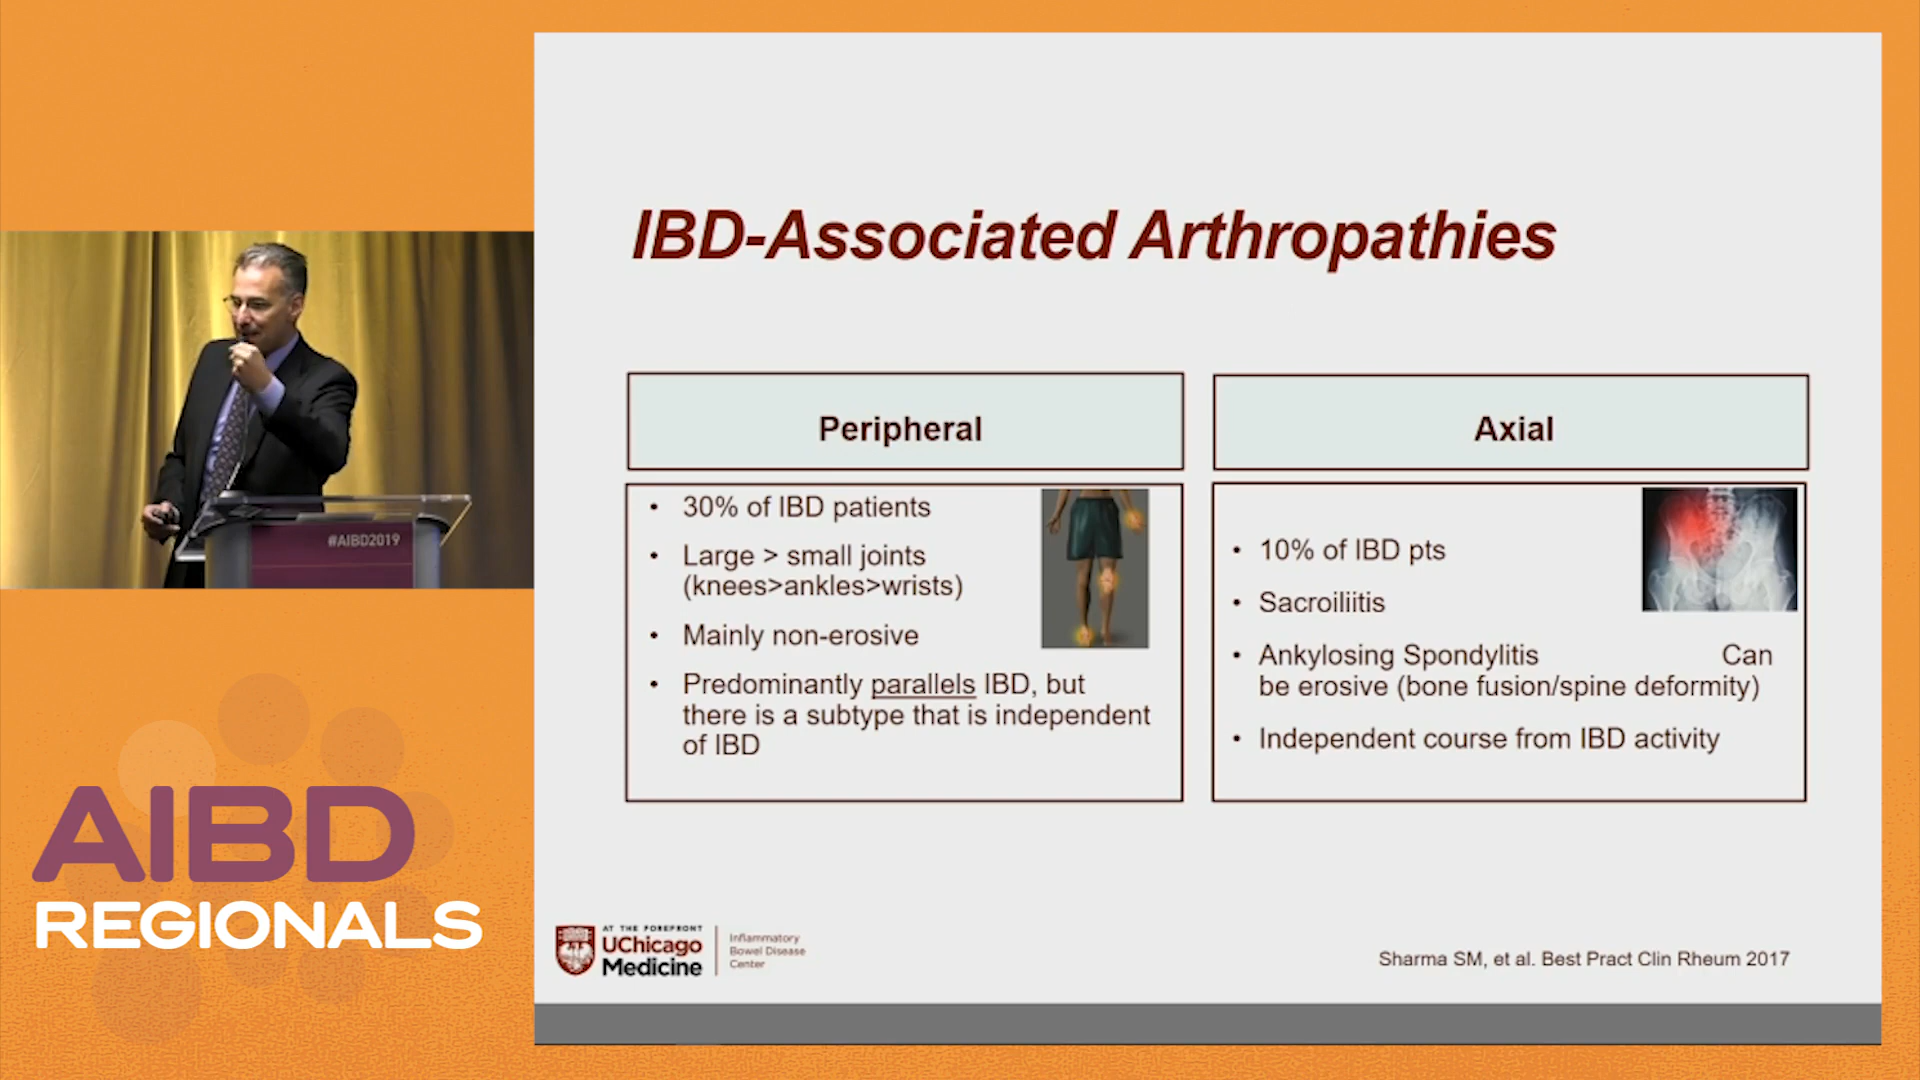 IBD-Associated Arthropathies
Peripheral
• 30% of IBD patients
• Large > small joints
(knees>ankles>wrists)
• Mainly non-erosive
• Predominantly parallels IBD, but
there is a subtype that is independent
of IBD
Axial
• 10% of IBD pts
• Sacroiliitis
• Ankylosing Spondylitis Can
be erosive (bone fusion/spine deformity)
• Independent course from IBD activity
#AIBD2019
AIBD
REGIONALS
AT THE FOREFRONT
UChicago
Medicine
Inflammatory
Bowel Disease
Center
Sharma SM, et al. Best Pract Clin Rheum 2017